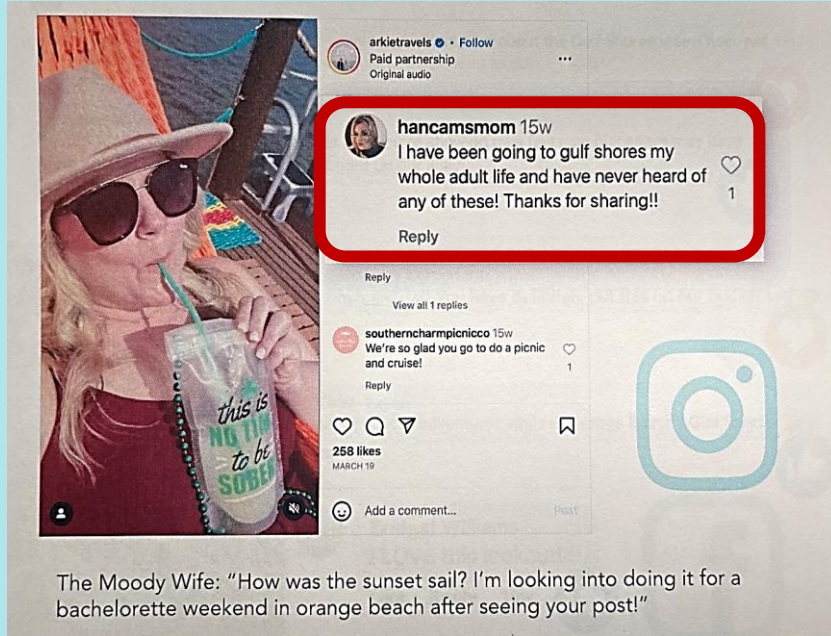 arkietravels • Follow
Paid partnership
Original audio
hancamsmom 15w
I have been going to gulf shores my
whole adult life and have never heard of
any of these! Thanks for sharing!!
1
Reply
Reply
View all 1 replies
southerncharmpicnicco 15w
We're so glad you go to do a picnic
and cruise!
1
Reply
this is
NO TIME
to be
SOBER
258 likes
MARCH 19
Add a comment...
Post
The Moody Wife: “How was the sunset sail? I'm looking into doing it for a
bachelorette weekend in orange beach after seeing your post!”